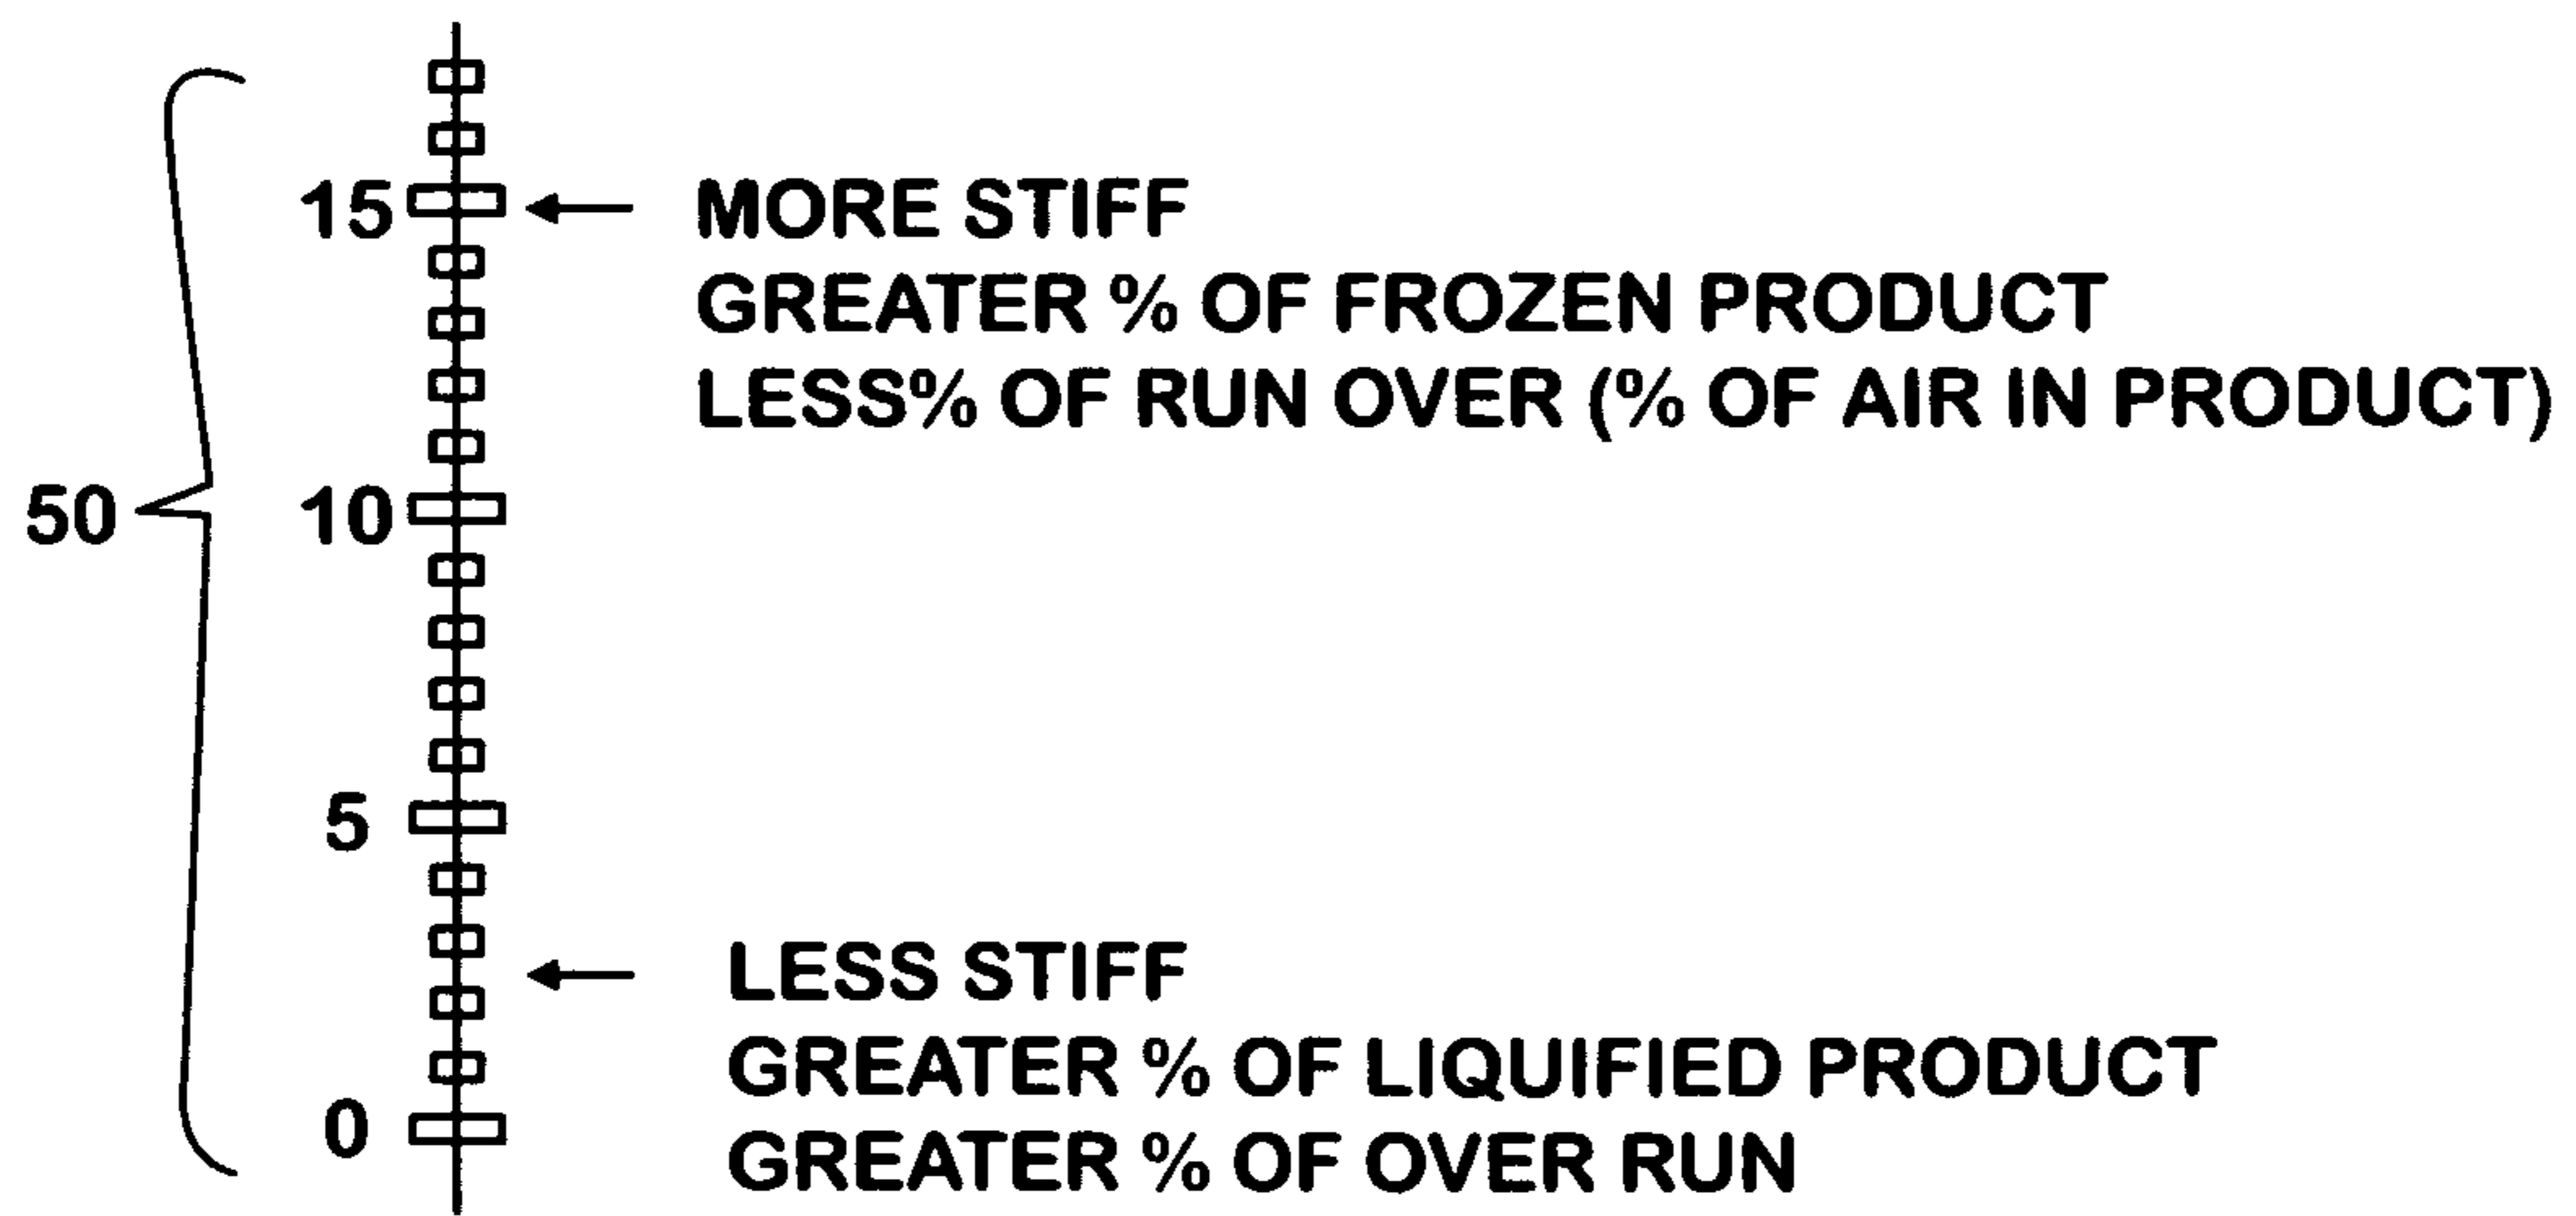 15
MORE STIFF
GREATER % OF FROZEN PRODUCT
LESS% OF RUN OVER (% OF AIR IN PRODUCT)
50
10
5
LESS STIFF
GREATER % OF LIQUIFIED PRODUCT
0
GREATER % OF OVER RUN